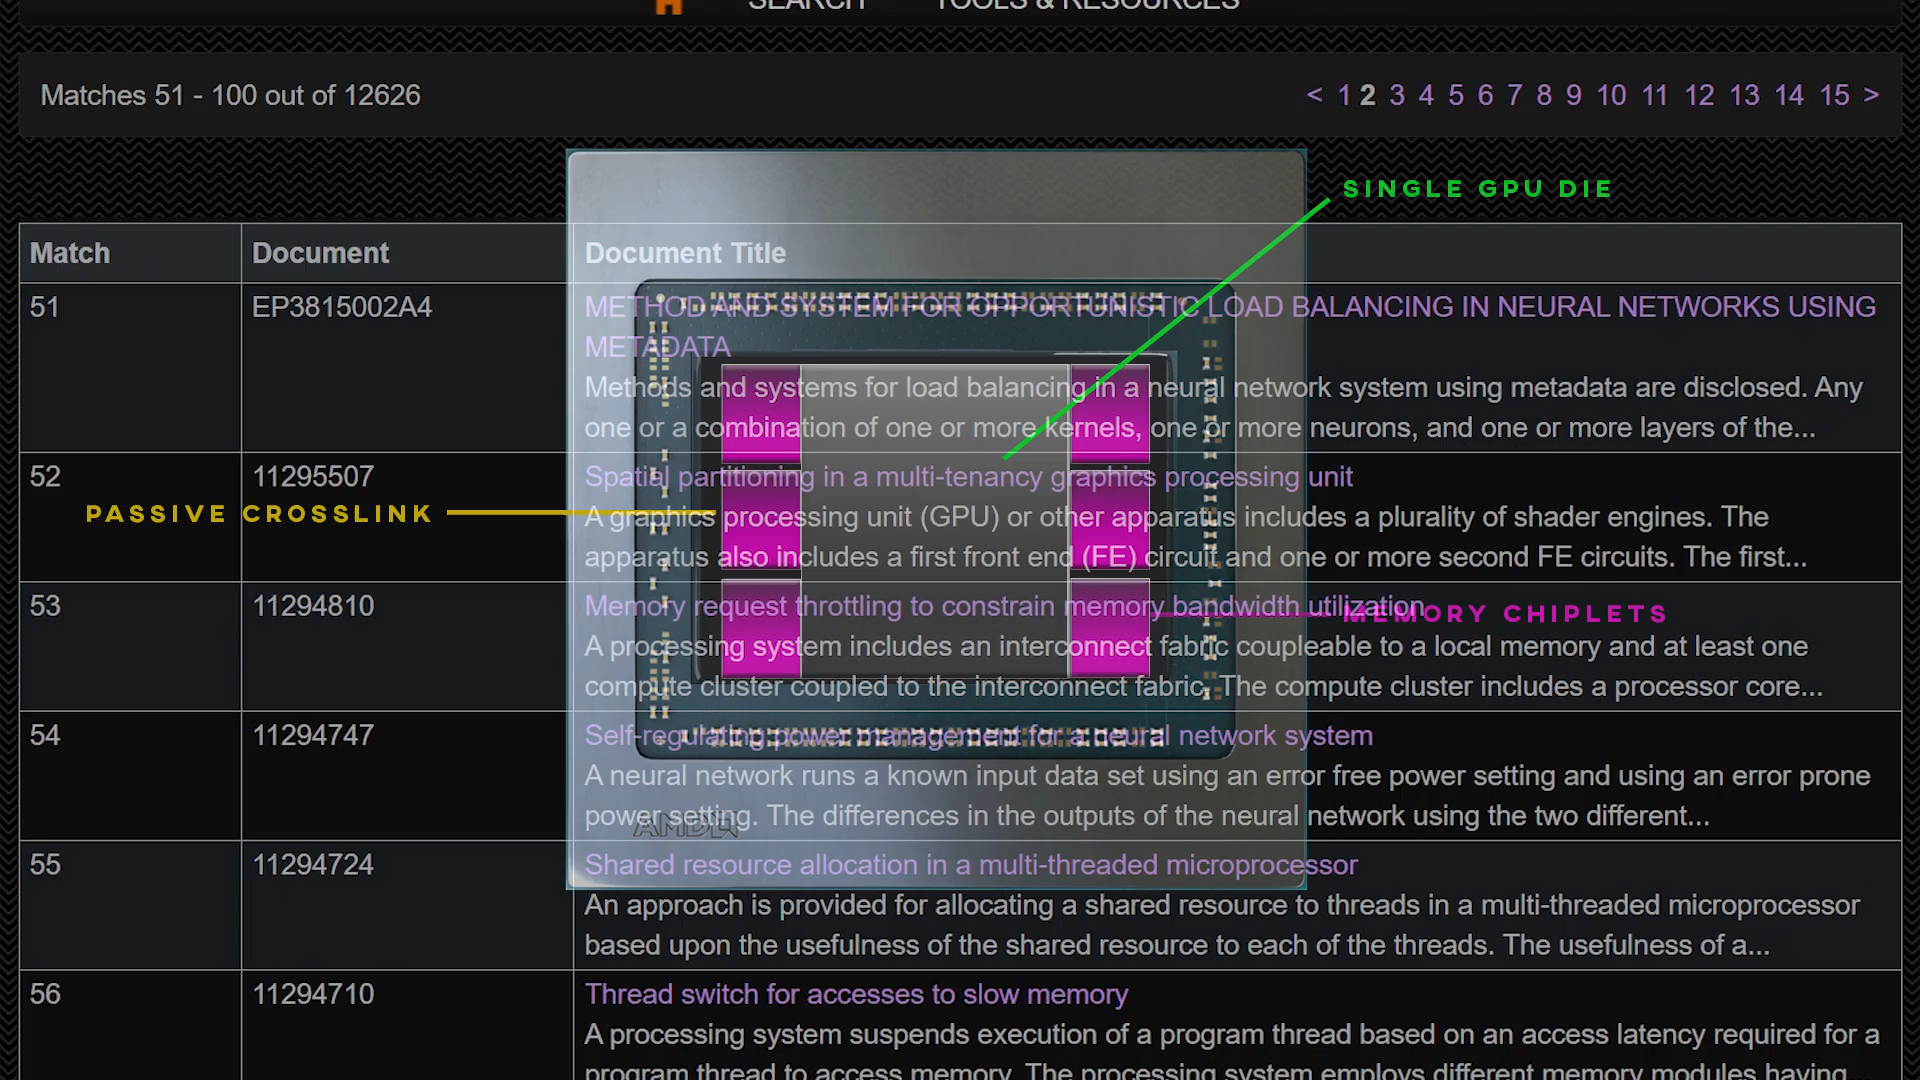 SEARCH TOOLS & RESOURCES
Matches 51 - 100 out of 12626
< 1 2 3 4 5 6 7 8 9 10 11 12 13 14 15 >
SINGLE GPU DIE
Match Document Document Title
51 EP3815002A4 METHOD AND SYSTEM FOR OPPORTUNISTIC LOAD BALANCING IN NEURAL NETWORKS USING
METADATA
Methods and systems for load balancing in a neural network system using metadata are disclosed. Any
one or a combination of one or more kernels, one or more neurons, and one or more layers of the...
52 11295507 Spatial partitioning in a multi-tenancy graphics processing unit
PASSIVE CROSSLINK
A graphics processing unit (GPU) or other apparatus includes a plurality of shader engines. The
apparatus also includes a first front end (FE) circuit and one or more second FE circuits. The first...
53 11294810 Memory request throttling to constrain memory bandwidth utilization
MEMORY CHIPLETS
A processing system includes an interconnect fabric coupleable to a local memory and at least one
compute cluster coupled to the interconnect fabric. The compute cluster includes a processor core...
54 11294747 Self-regulating power management for a neural network system
A neural network runs a known input data set using an error free power setting and using an error prone
power setting. The differences in the outputs of the neural network using the two different...
AMD
55 11294724 Shared resource allocation in a multi-threaded microprocessor
An approach is provided for allocating a shared resource to threads in a multi-threaded microprocessor
based upon the usefulness of the shared resource to each of the threads. The usefulness of a...
56 11294710 Thread switch for accesses to slow memory
A processing system suspends execution of a program thread based on an access latency required for a
program thread to access memory. The processing system employs different memory modules having